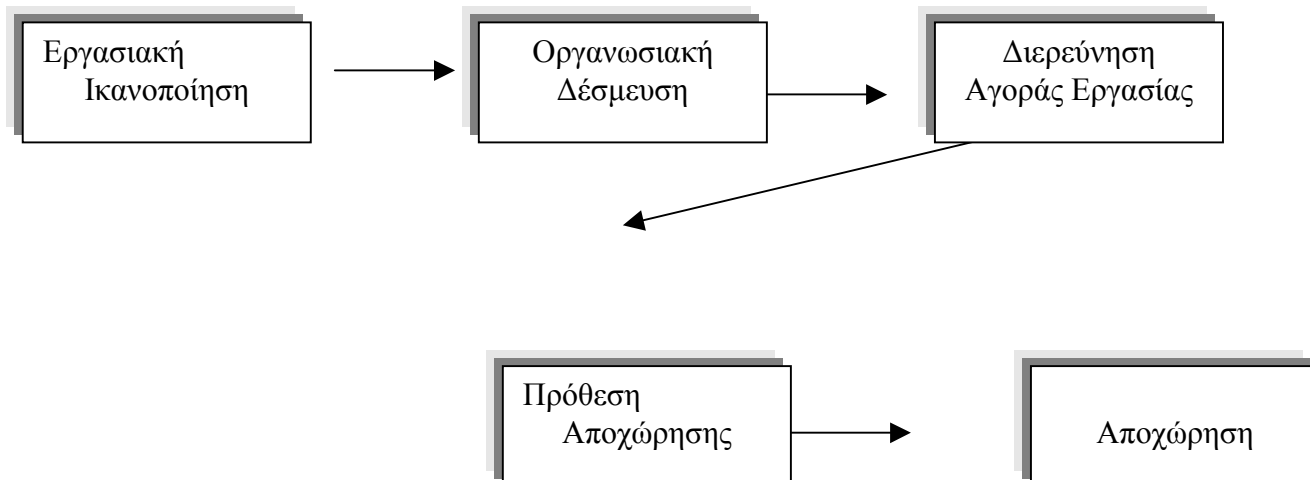 Εργασιακή
Ικανοποίηση
Οργανωσιακή
Δέσμευση
Διερεύνηση
Αγοράς Εργασίας
Πρόθεση
Αποχώρησης
Αποχώρηση